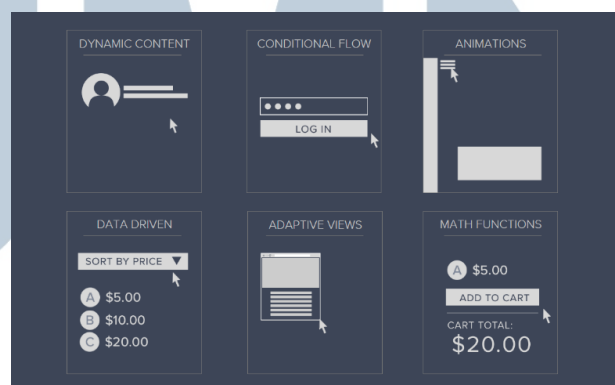 DYNAMIC CONTENT
CONDITIONAL FLOW
LOG IN
ANIMATIONS
DATA DRIVEN
SORT BY PRICE
A $5.00
B $10.00
C $20.00
ADAPTIVE VIEWS
MATH FUNCTIONS
A $5.00
ADD TO CART
CART TOTAL:
$20.00